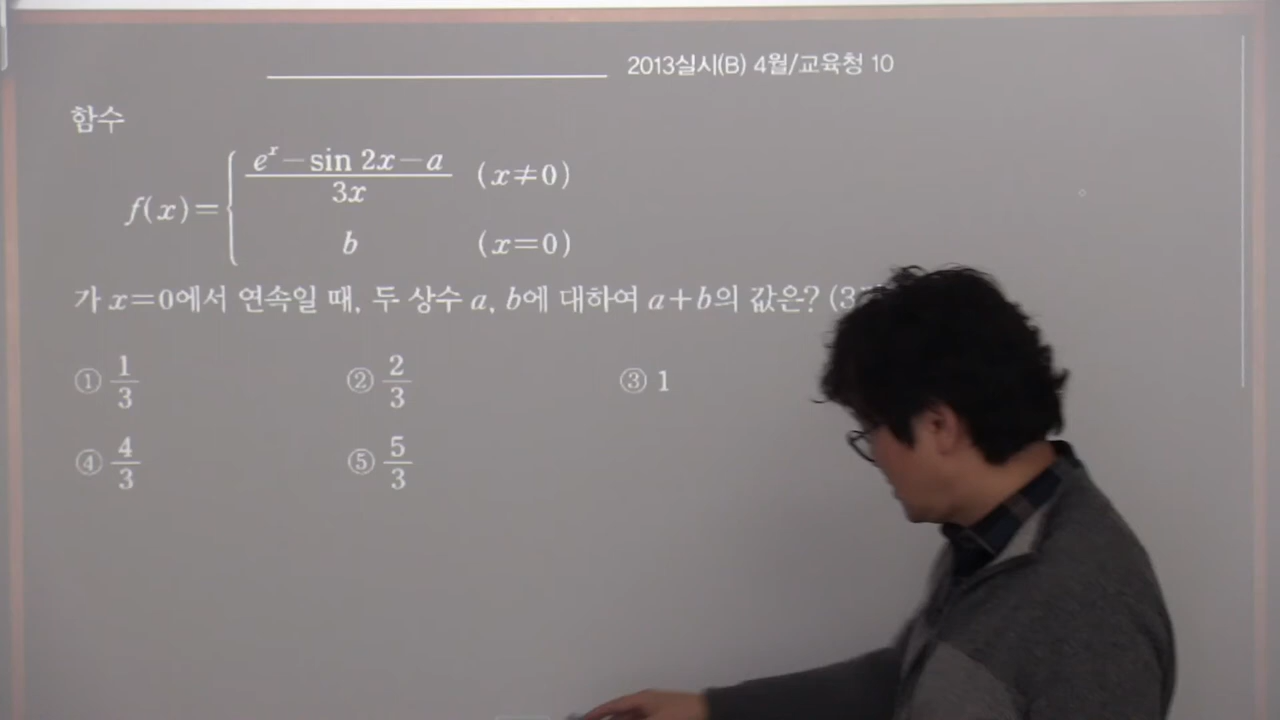 2013실시(B) 4월/교육청 10
함수
f(x)= { (e^x − sin 2x − a)/(3x) (x≠0)
b (x=0)
가 x=0에서 연속일 때, 두 상수 a, b에 대하여 a+b의 값은? (3
① 1/3 ② 2/3 ③ 1
④ 4/3 ⑤ 5/3